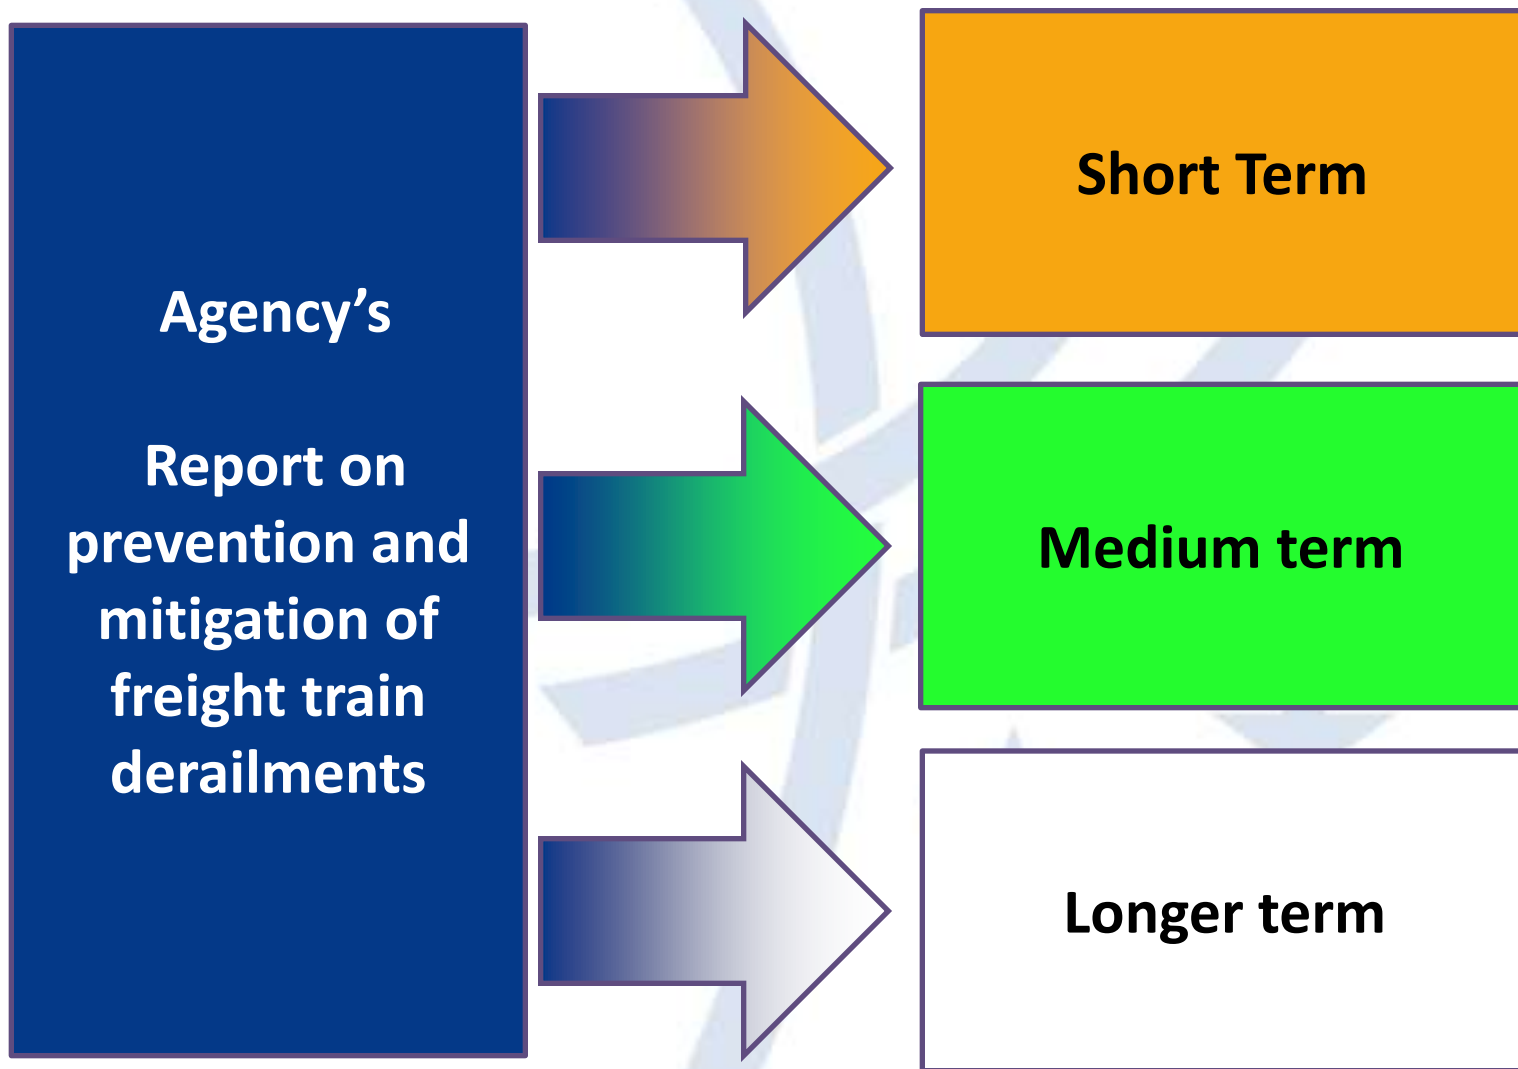 Agency’s
Report on
prevention and
mitigation of
freight train
derailments
Short Term
Medium term
Longer term